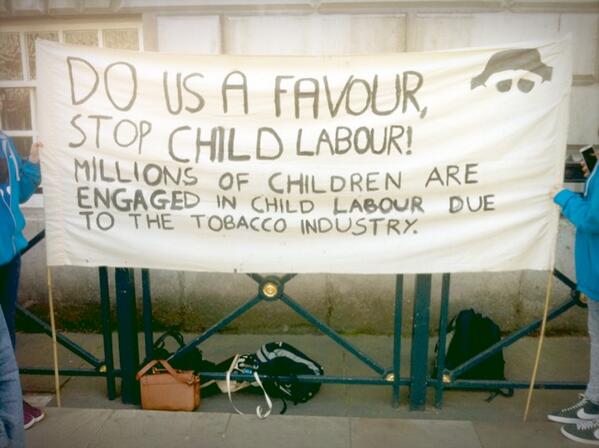 DO US A FAVOUR,
STOP CHILD LABOUR!
MILLIONS OF CHILDREN ARE
ENGAGED IN CHILD LABOUR DUE
TO THE TOBACCO INDUSTRY.